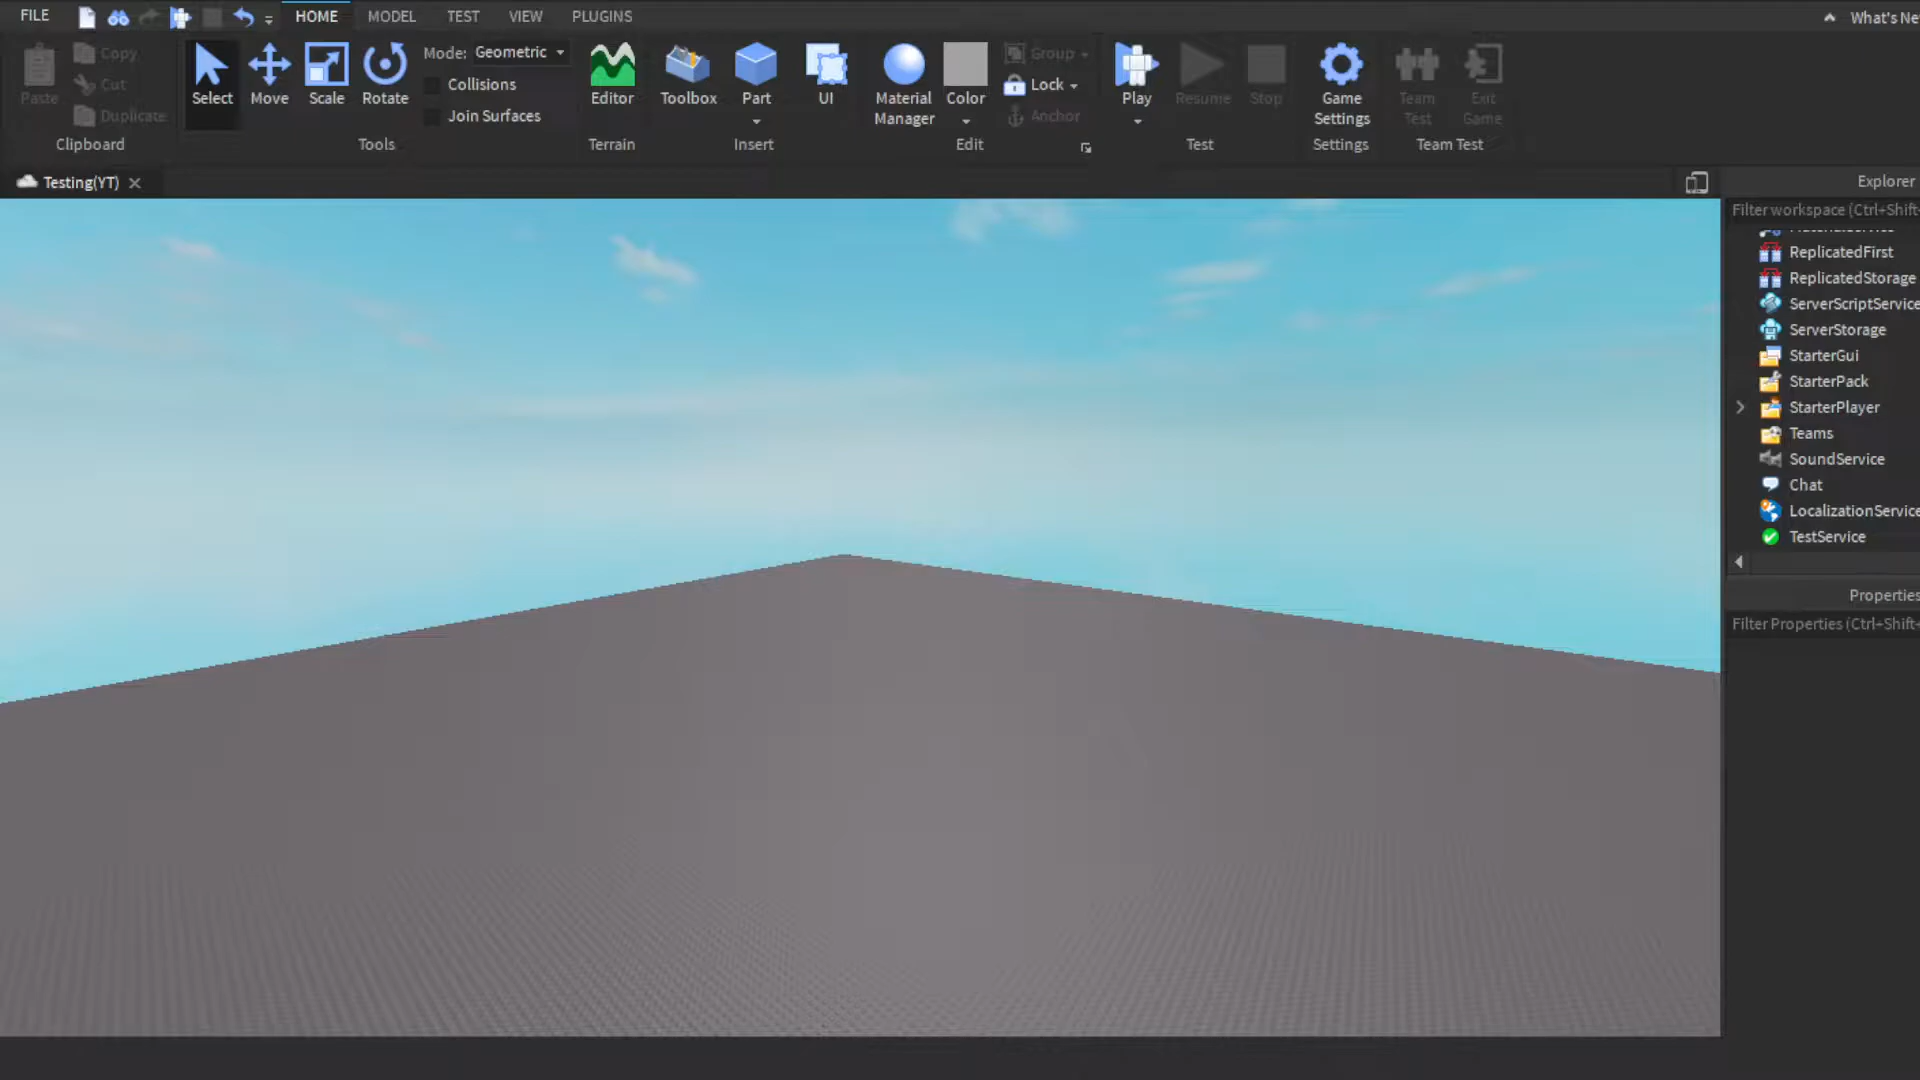 FILE
HOME
MODEL
TEST
VIEW
PLUGINS
What's Ne
Paste
Copy
Cut
Duplicate
Clipboard
Select
Move
Scale
Rotate
Mode: Geometric
Collisions
Join Surfaces
Tools
Editor
Terrain
Toolbox
Part
UI
Insert
Material
Manager
Color
Group
Lock
Anchor
Edit
Play
Resume
Stop
Test
Game
Settings
Settings
Team
Test
Exit
Game
Team Test
Testing(YT)
Explorer
Filter workspace (Ctrl+Shift+
ReplicatedFirst
ReplicatedStorage
ServerScriptService
ServerStorage
StarterGui
StarterPack
StarterPlayer
Teams
SoundService
Chat
LocalizationService
TestService
Properties
Filter Properties (Ctrl+Shift+